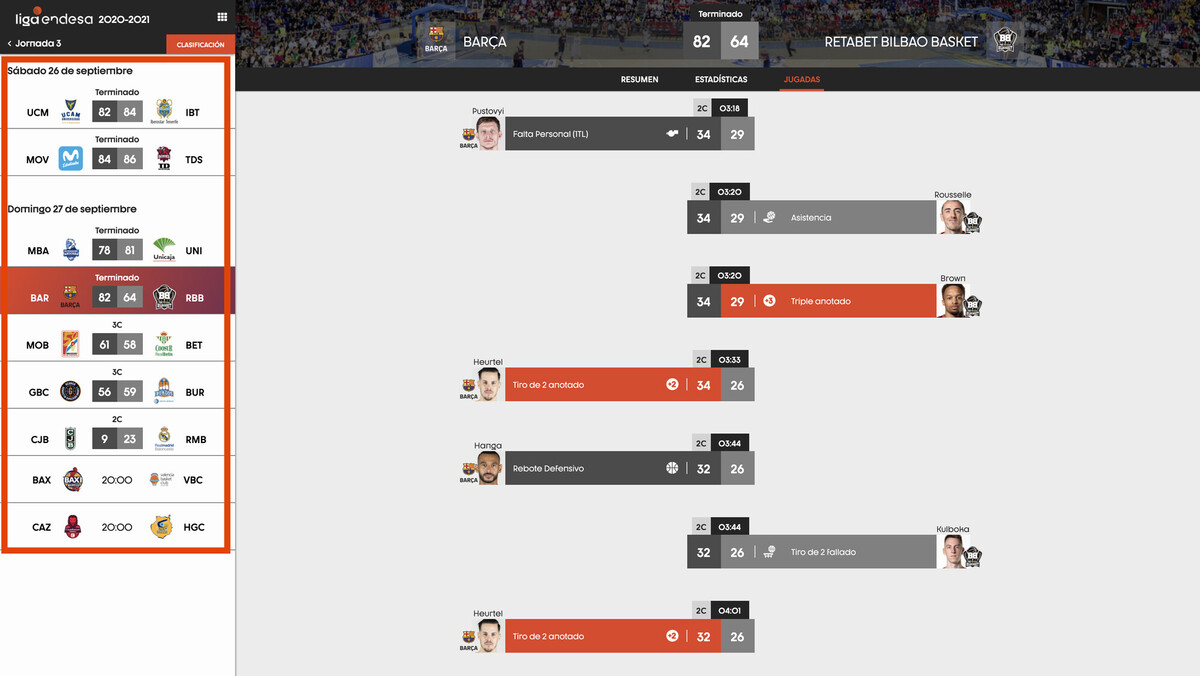 liga endesa 2020-2021
‹ Jornada 3
CLASIFICACIÓN
Sábado 26 de septiembre
Terminado
UCM UCAM 82 84 IBT
Terminado
MOV 84 86 TD TDS
Domingo 27 de septiembre
Terminado
MBA 78 81 Unicaja UNI
Terminado
BAR BARÇA 82 64 RBB
3C
MOB 61 58 BET
3C
GBC 56 59 BUR
2C
CJB 9 23 RMB
BAX BAXI 20:00 VBC
CAZ 20:00 HGC
Terminado
BARÇA BARÇA 82 64 RETABET BILBAO BASKET
RESUMEN ESTADÍSTICAS JUGADAS
2C 03:18
Pustovyi
BARÇA Falta Personal (ITL) 34 29
2C 03:20
Rousselle
34 29 Asistencia
2C 03:20
Brown
34 29 +3 Triple anotado
2C 03:33
Heurtel
BARÇA Tiro de 2 anotado +2 34 26
2C 03:44
Hanga
BARÇA Rebote Defensivo 32 26
2C 03:44
Kulboka
32 26 Tiro de 2 fallado
2C 04:01
Heurtel
BARÇA Tiro de 2 anotado +2 32 26